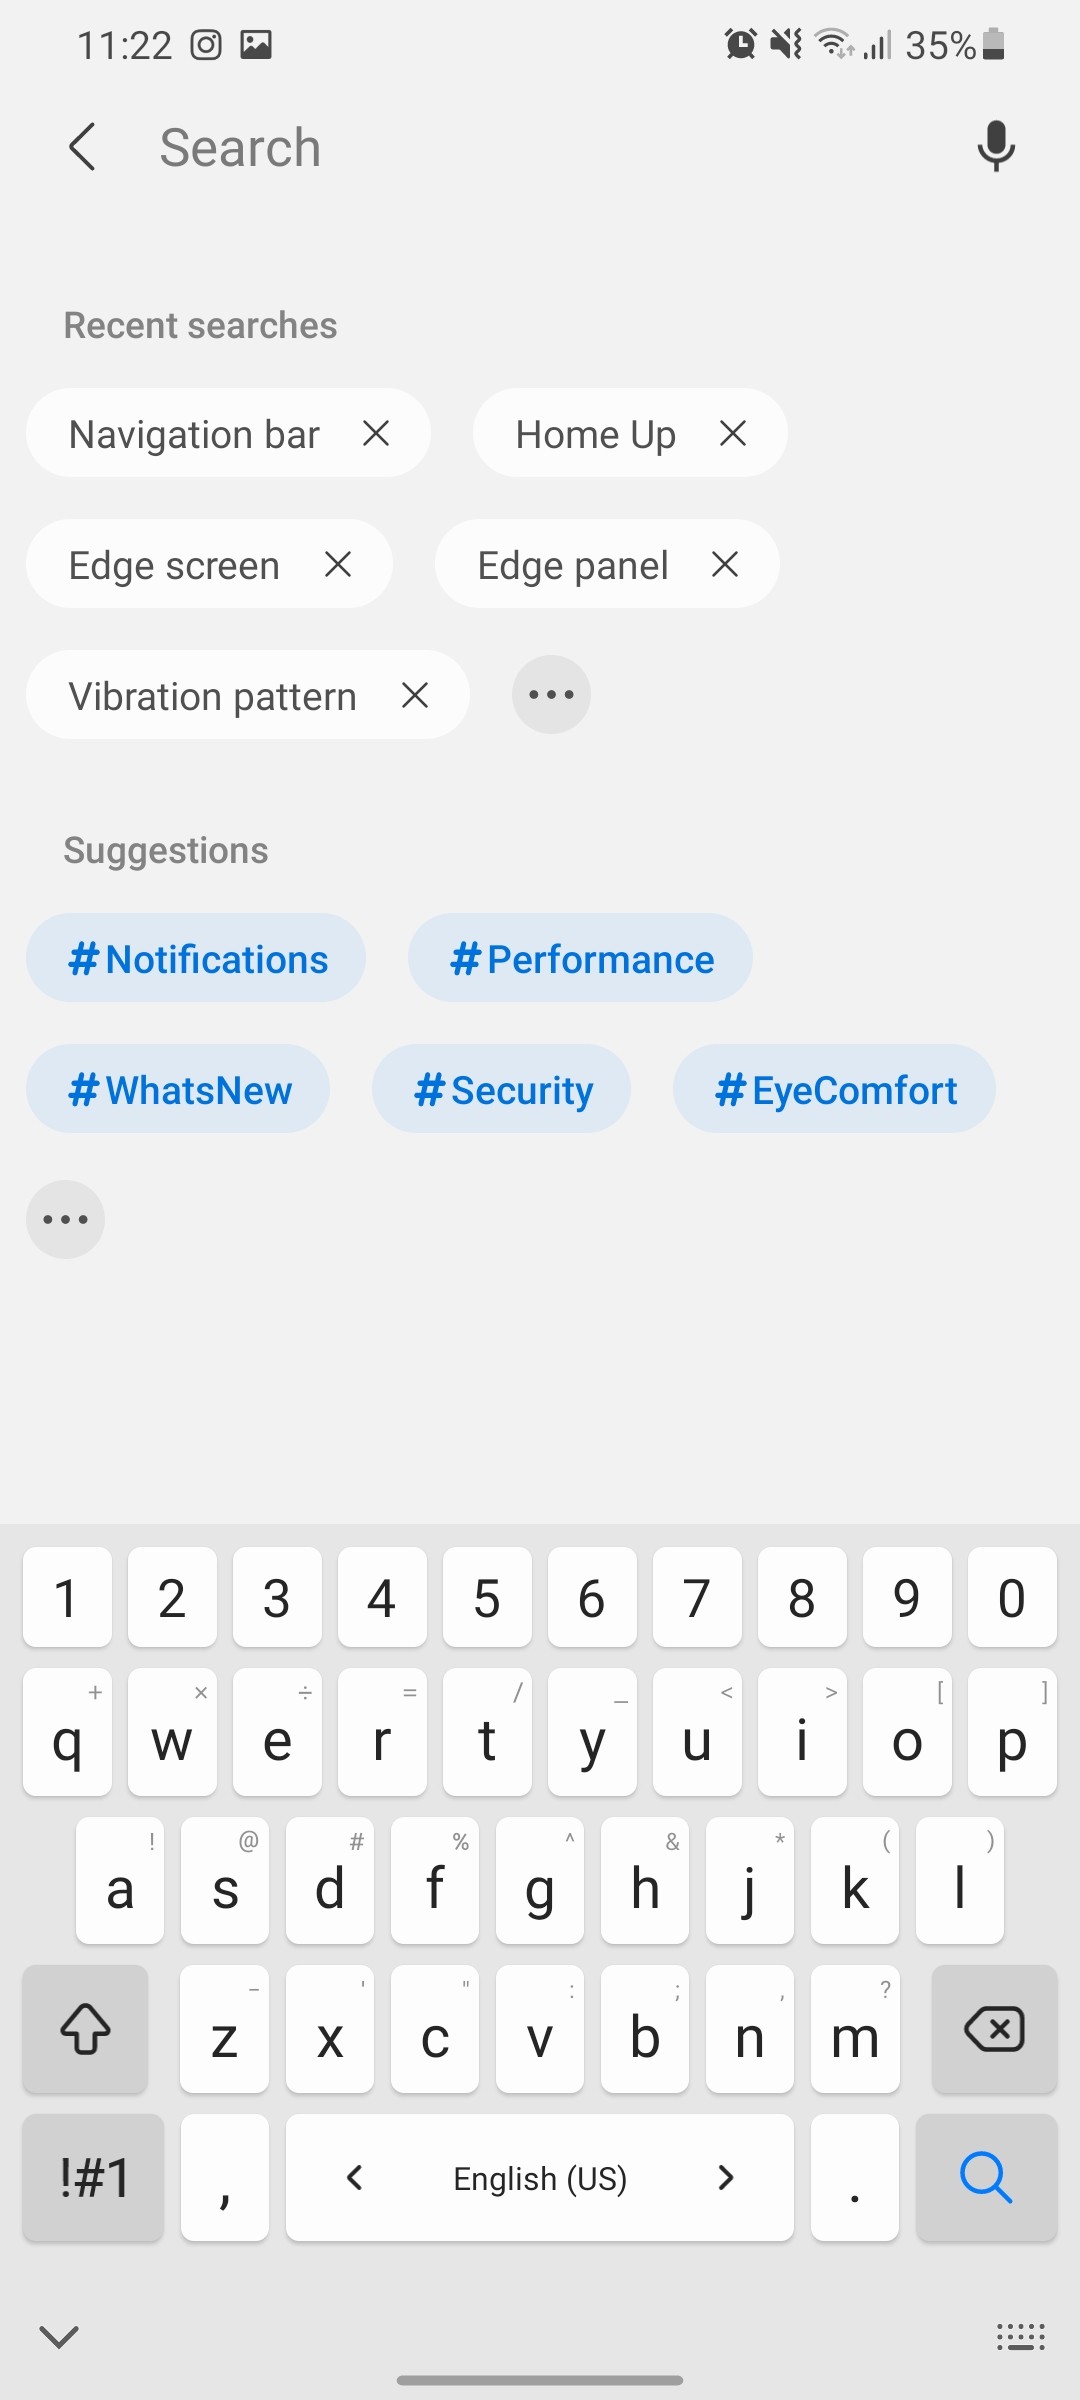 11:22 35%
Search
Recent searches
Navigation bar Home Up
Edge screen Edge panel
Vibration pattern
Suggestions
#Notifications #Performance
#WhatsNew #Security #EyeComfort
1 2 3 4 5 6 7 8 9 0
+ × ÷ = / _ < > [ ]
q w e r t y u i o p
! @ # % ^ & * ( )
a s d f g h j k l
- ' " : ; , ?
z x c v b n m
!#1 , < English (US) > .